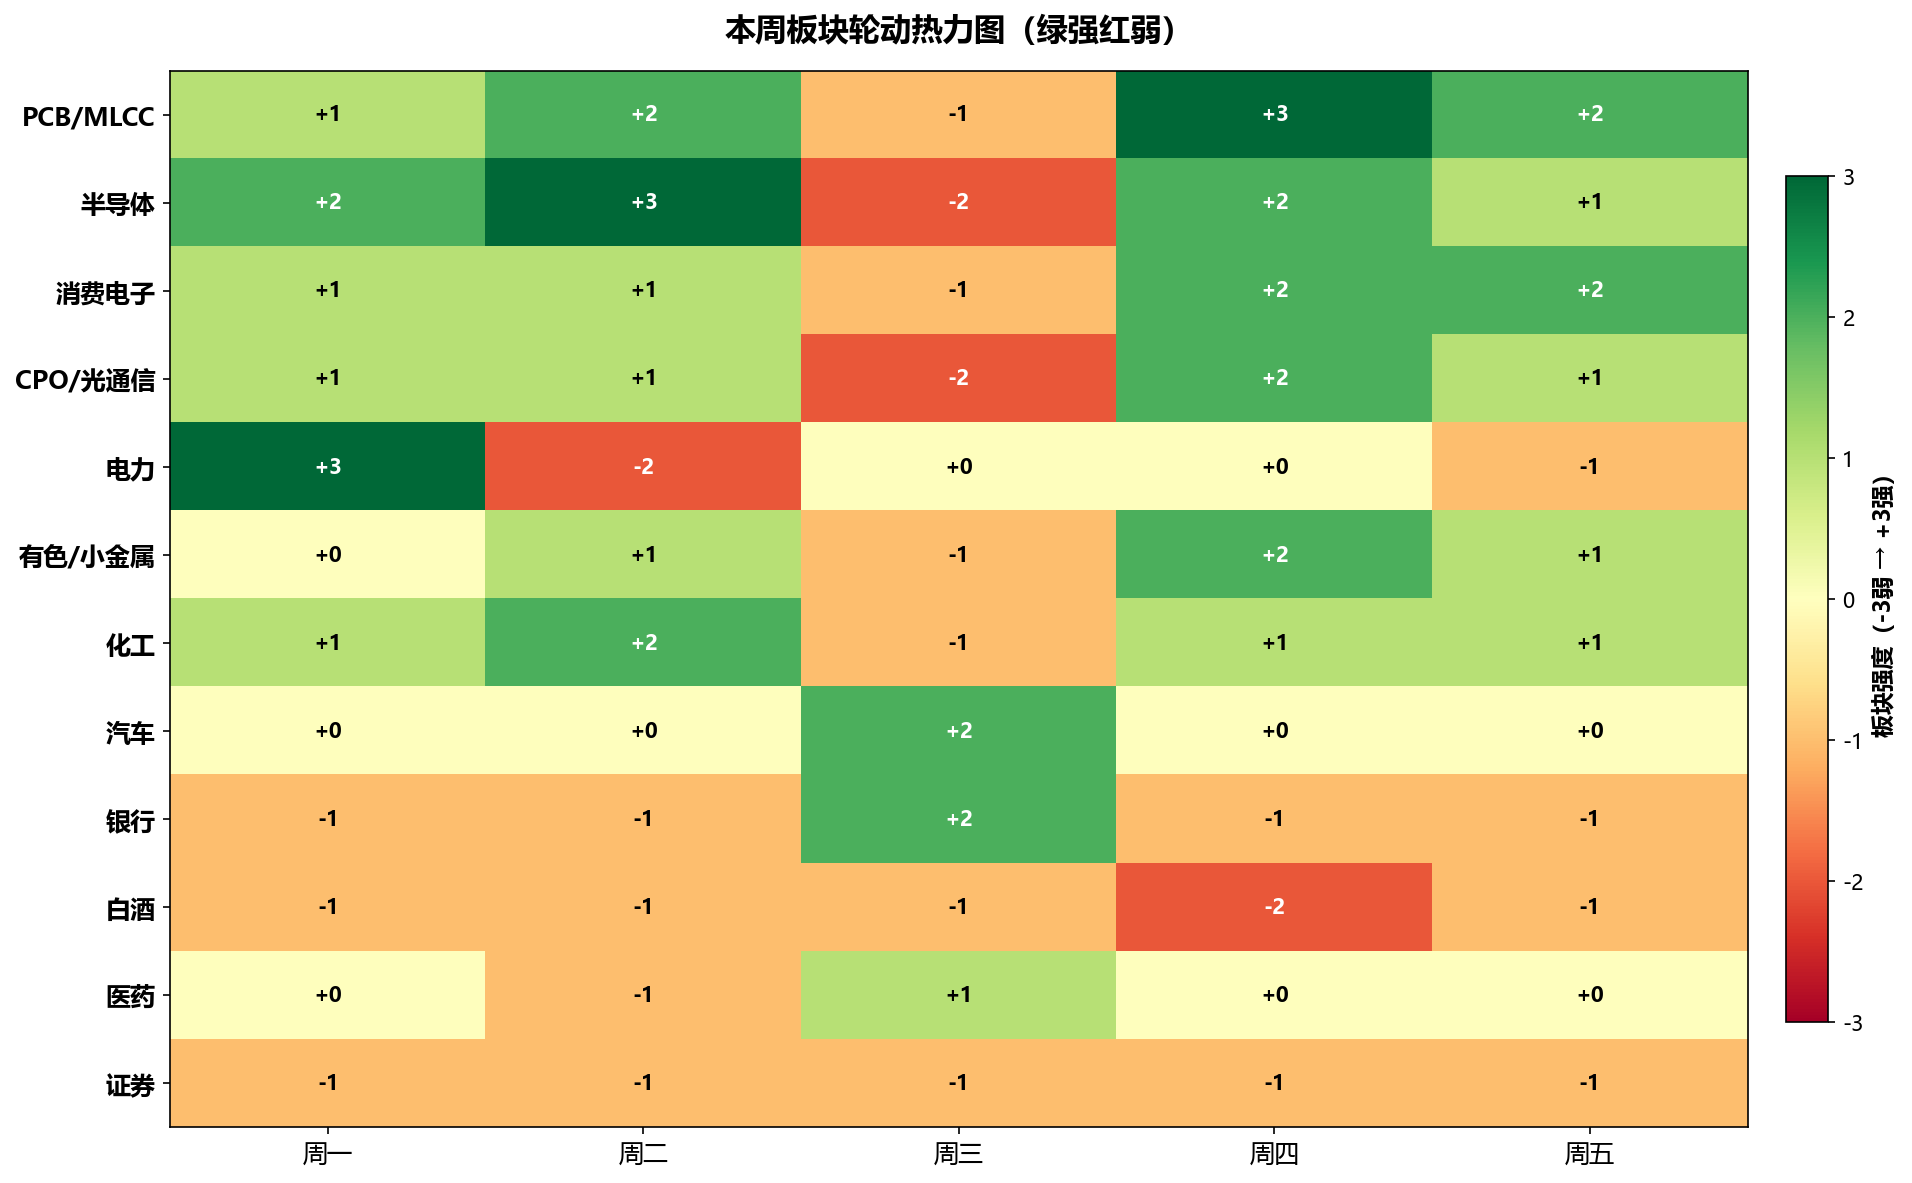 本周板块轮动热力图（绿强红弱）
PCB/MLCC +1 +2 -1 +3 +2
半导体 +2 +3 -2 +2 +1
消费电子 +1 +1 -1 +2 +2
CPO/光通信 +1 +1 -2 +2 +1
电力 +3 -2 +0 +0 -1
有色/小金属 +0 +1 -1 +2 +1
化工 +1 +2 -1 +1 +1
汽车 +0 +0 +2 +0 +0
银行 -1 -1 +2 -1 -1
白酒 -1 -1 -1 -2 -1
医药 +0 -1 +1 +0 +0
证券 -1 -1 -1 -1 -1
周一 周二 周三 周四 周五
3
2
1
0
-1
-2
-3
板块强度（-3弱 → +3强）